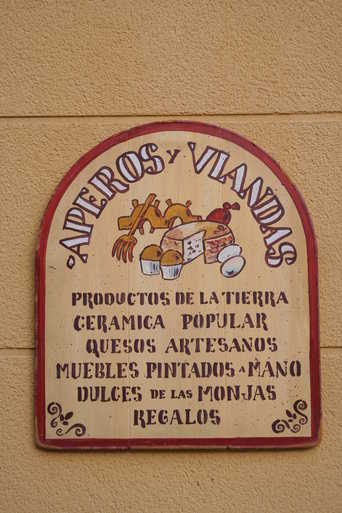 APEROS Y VIANDAS
PRODUCTOS DE LA TIERRA
CERAMICA POPULAR
QUESOS ARTESANOS
MUEBLES PINTADOS A MANO
DULCES DE LAS MONJAS
REGALOS